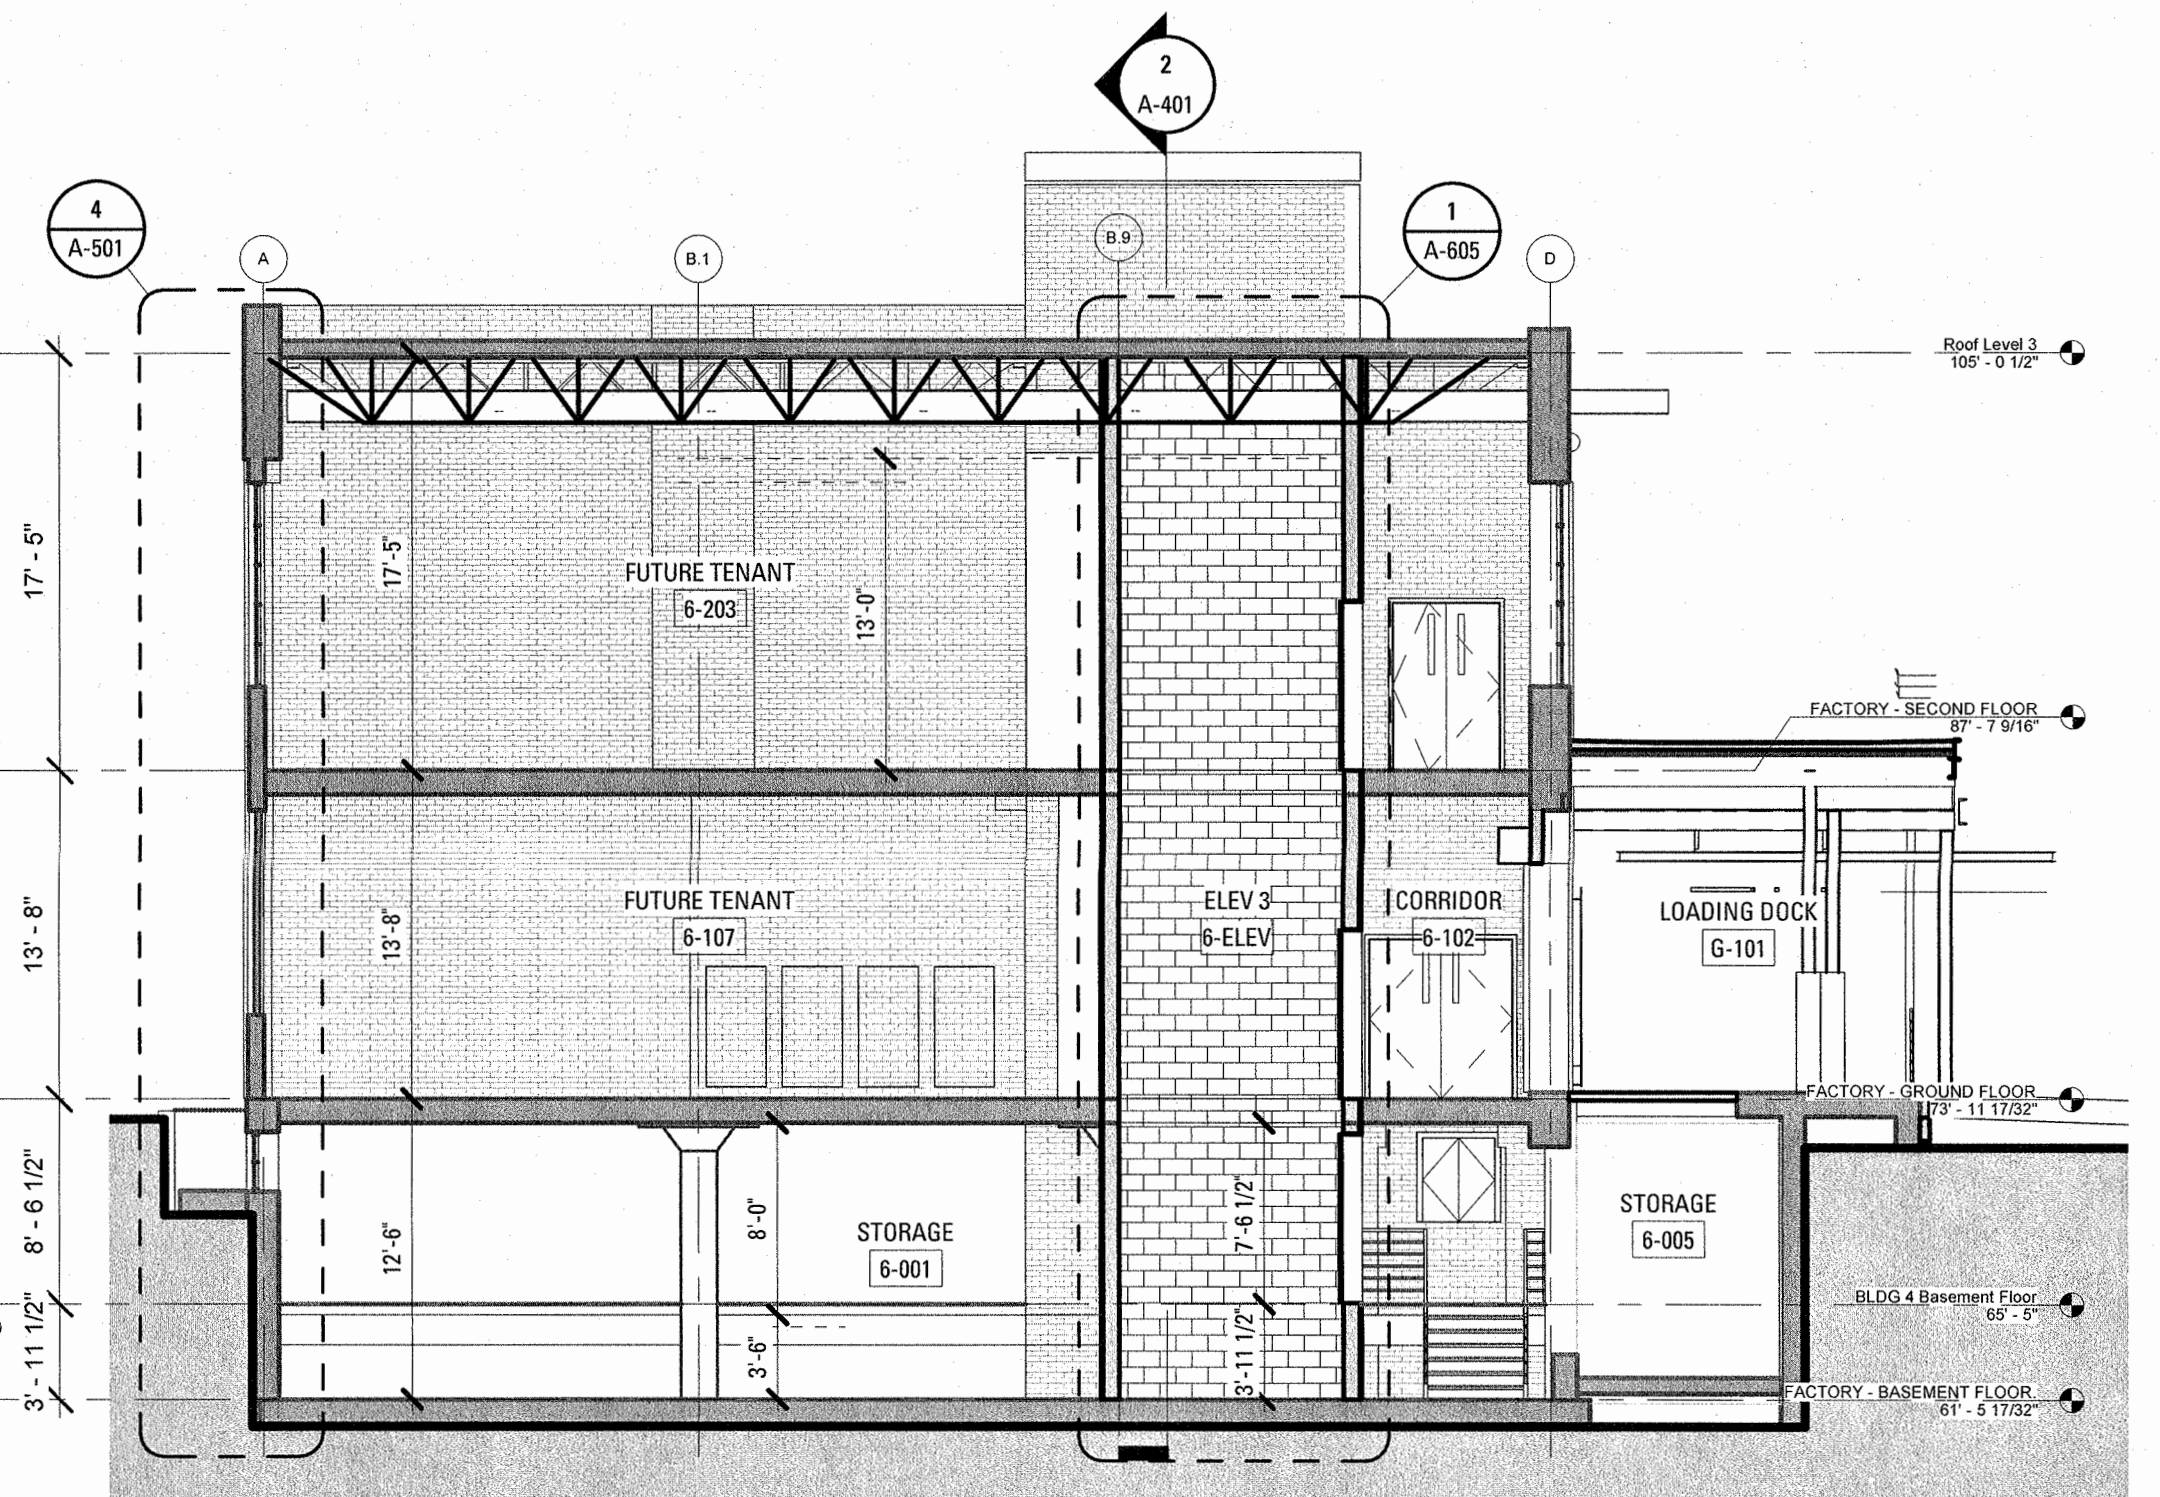 2
A-401
4
A-501
1
A-605
A
B.1
B.9
D
Roof Level 3
105' - 0 1/2"
17' - 5"
17'-5"
FUTURE TENANT
6-203
13'-0"
FACTORY - SECOND FLOOR
87' - 7 9/16"
13' - 8"
13'-8"
FUTURE TENANT
6-107
ELEV 3
6-ELEV
CORRIDOR
6-102
LOADING DOCK
G-101
FACTORY - GROUND FLOOR
73' - 11 17/32"
8' - 6 1/2"
12'-6"
8'-0"
STORAGE
6-001
7'-6 1/2"
STORAGE
6-005
BLDG 4 Basement Floor
65' - 5"
3' - 11 1/2"
3'-6"
3'-11 1/2"
FACTORY - BASEMENT FLOOR.
61' - 5 17/32"